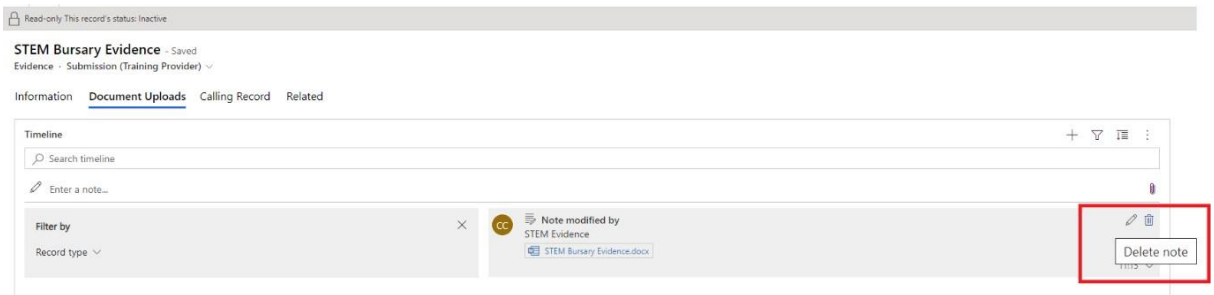 Read-only This record's status: Inactive
STEM Bursary Evidence - Saved
Evidence · Submission (Training Provider)
Information Document Uploads Calling Record Related
Timeline
Search timeline
Enter a note...
Filter by
Record type
CC
Note modified by
STEM Evidence
STEM Bursary Evidence.docx
Delete note